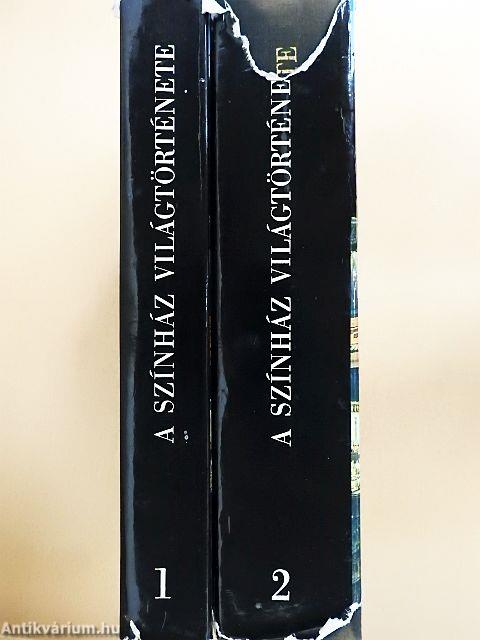 A SZÍNHÁZ VILÁGTÖRTÉNETE
1
A SZÍNHÁZ VILÁGTÖRTÉNETE
2
Antikvárium.hu